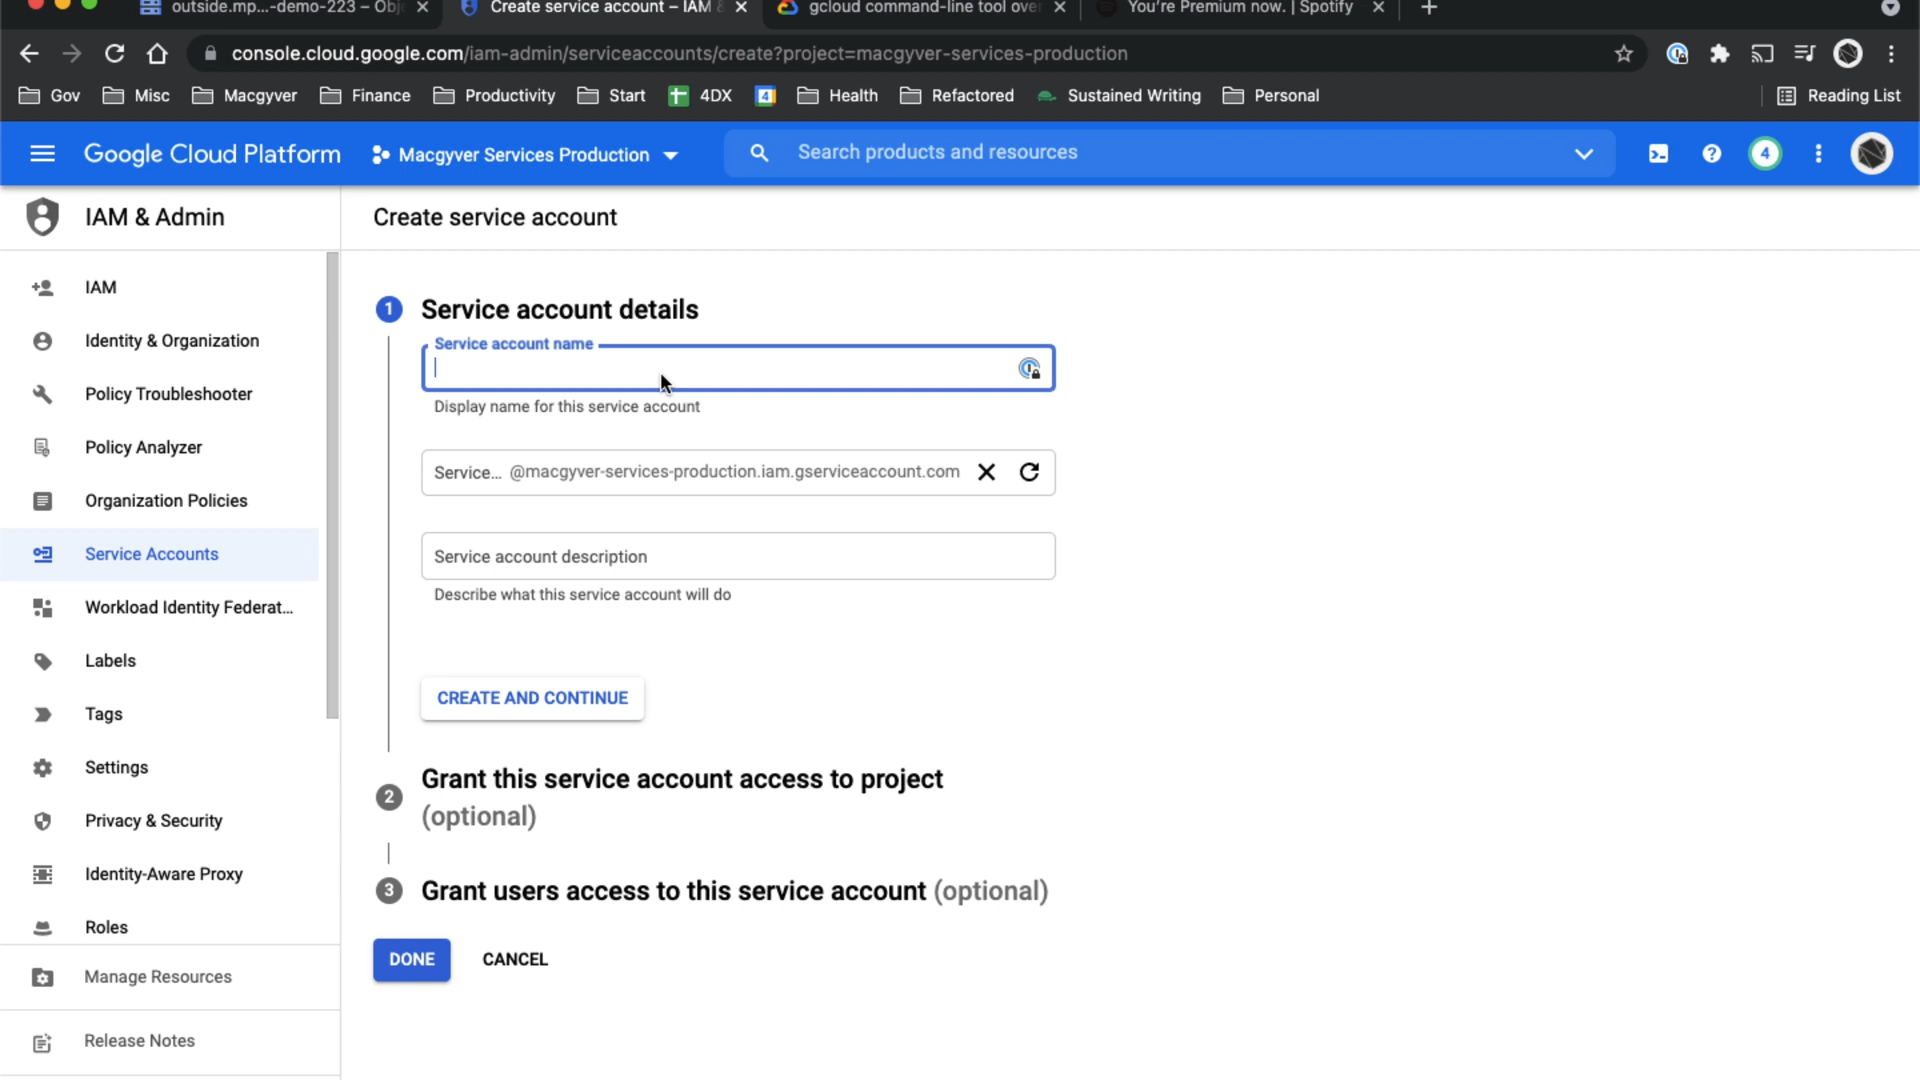 outside.mp...-demo-223 – Obj
Create service account – IAM &
gcloud command-line tool over
You're Premium now. | Spotify
console.cloud.google.com/iam-admin/serviceaccounts/create?project=macgyver-services-production
Gov
Misc
Macgyver
Finance
Productivity
Start
4DX
4
Health
Refactored
Sustained Writing
Personal
Reading List
Google Cloud Platform
Macgyver Services Production
Search products and resources
4
IAM & Admin
Create service account
IAM
Identity & Organization
Policy Troubleshooter
Policy Analyzer
Organization Policies
Service Accounts
Workload Identity Federat...
Labels
Tags
Settings
Privacy & Security
Identity-Aware Proxy
Roles
Manage Resources
Release Notes
1 Service account details
Service account name
Display name for this service account
Service... @macgyver-services-production.iam.gserviceaccount.com
Service account description
Describe what this service account will do
CREATE AND CONTINUE
2 Grant this service account access to project
(optional)
3 Grant users access to this service account (optional)
DONE
CANCEL